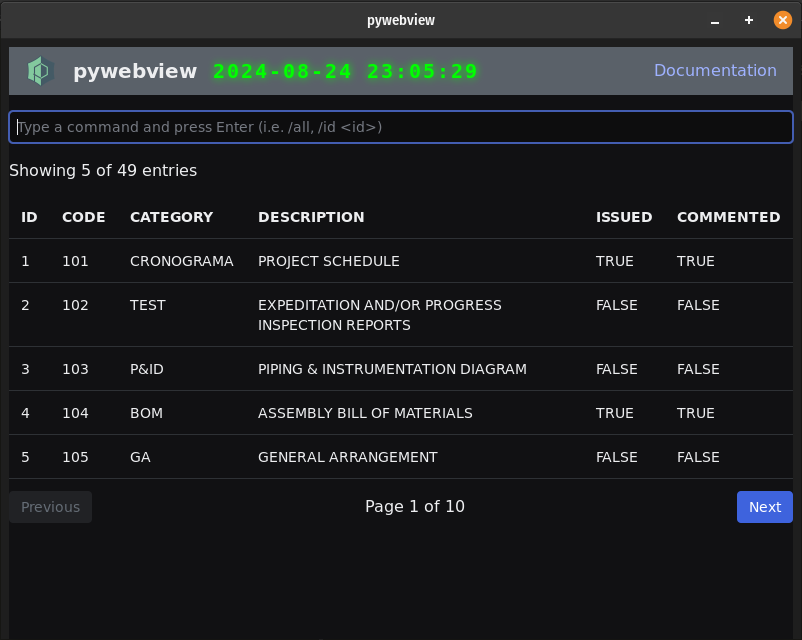 pywebview
pywebview 2024-08-24 23:05:29 Documentation
Type a command and press Enter (i.e. /all, /id <id>)
Showing 5 of 49 entries
ID CODE CATEGORY DESCRIPTION ISSUED COMMENTED
1 101 CRONOGRAMA PROJECT SCHEDULE TRUE TRUE
2 102 TEST EXPEDITATION AND/OR PROGRESS FALSE FALSE
INSPECTION REPORTS
3 103 P&ID PIPING & INSTRUMENTATION DIAGRAM FALSE FALSE
4 104 BOM ASSEMBLY BILL OF MATERIALS TRUE TRUE
5 105 GA GENERAL ARRANGEMENT FALSE FALSE
Previous Page 1 of 10 Next